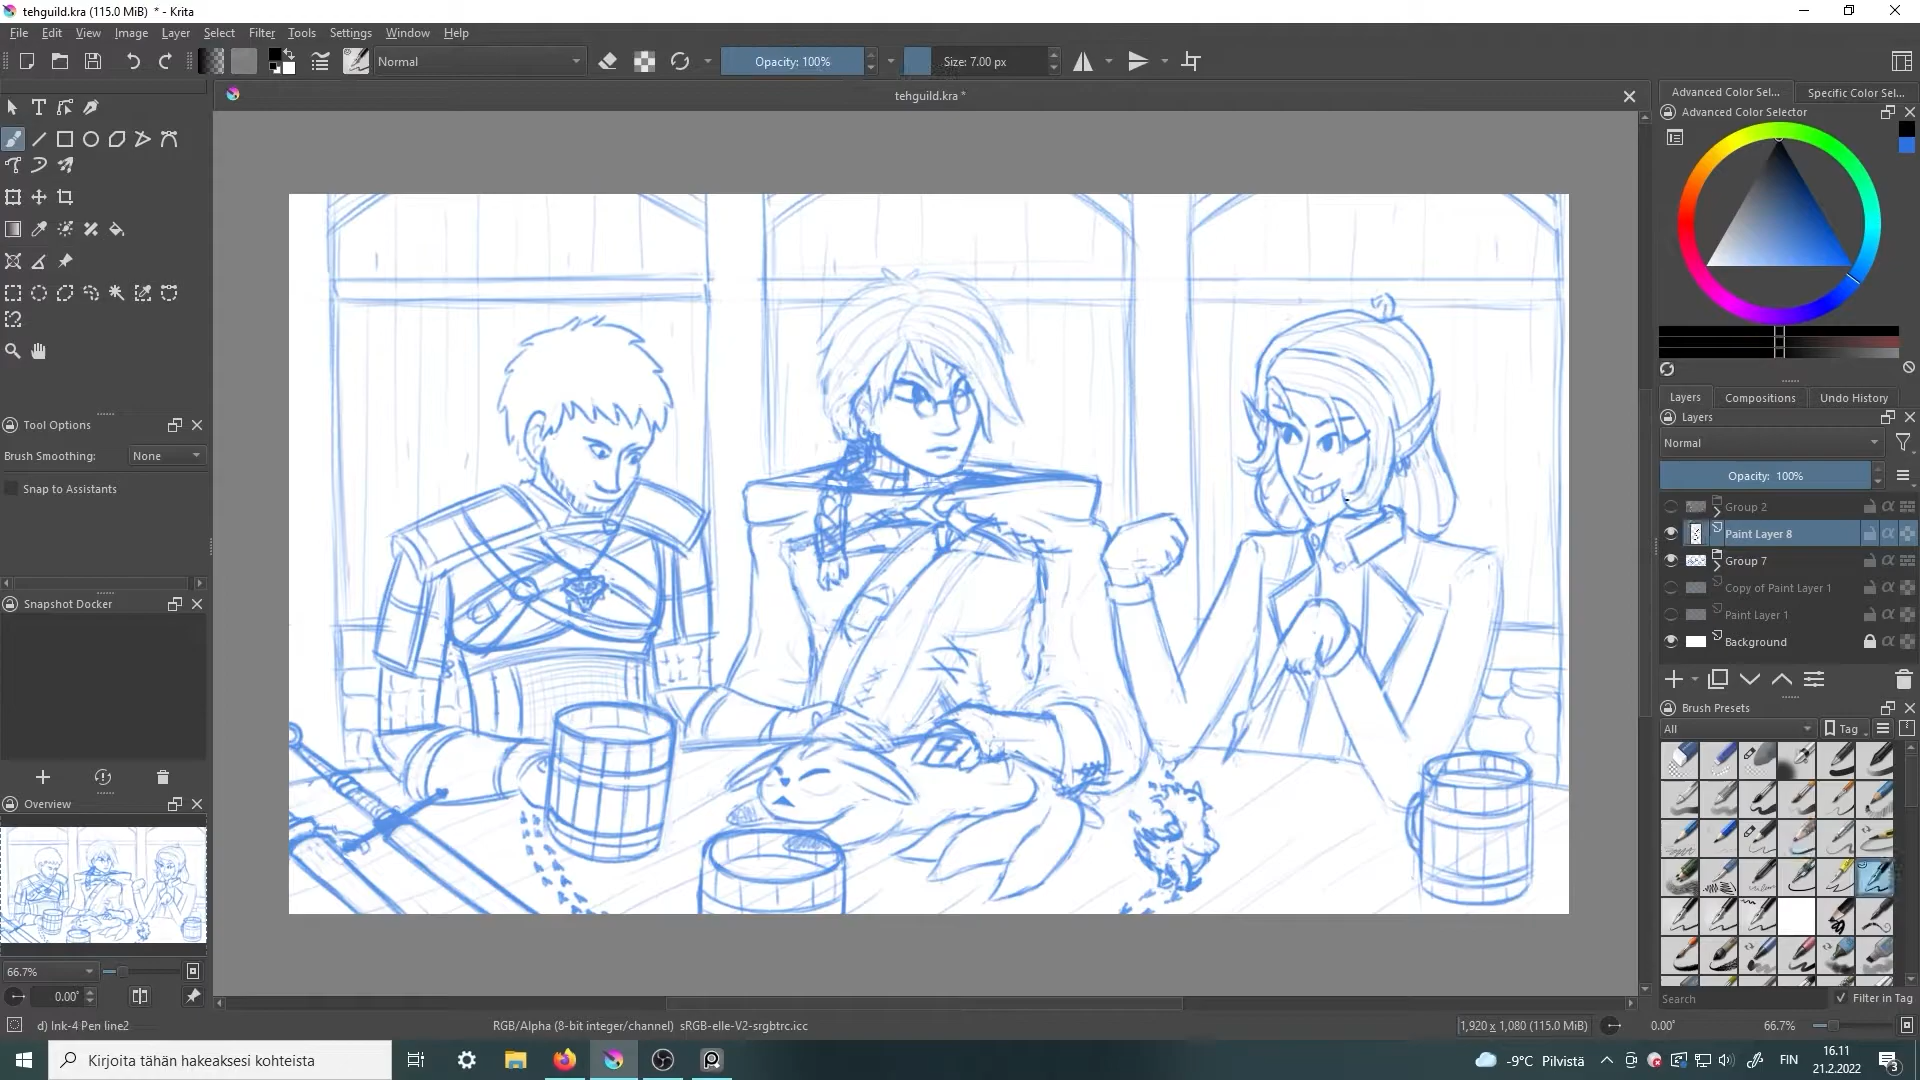 tehguild.kra (115.0 MiB) * - Krita
File Edit View Image Layer Select Filter Tools Settings Window Help
Normal
Opacity: 100%
Size: 7.00 px
tehguild.kra *
Advanced Color Sel...
Specific Color Sel...
Advanced Color Selector
Tool Options
Brush Smoothing: None
Snap to Assistants
Snapshot Docker
Overview
66.7%
0.00°
Layers Compositions Undo History
Layers
Normal
Opacity: 100%
Group 2
Paint Layer 8
Group 7
Copy of Paint Layer 1
Paint Layer 1
Background
Brush Presets
All
Tag
Search
Filter in Tag
d) Ink-4 Pen line2
RGB/Alpha (8-bit integer/channel) sRGB-elle-V2-srgbtrc.icc
1,920 x 1,080 (115.0 MiB)
0.00°
66.7%
Kirjoita tähän hakeaksesi kohteista
-9°C Pilvistä
FIN
16.11
21.2.2022
3